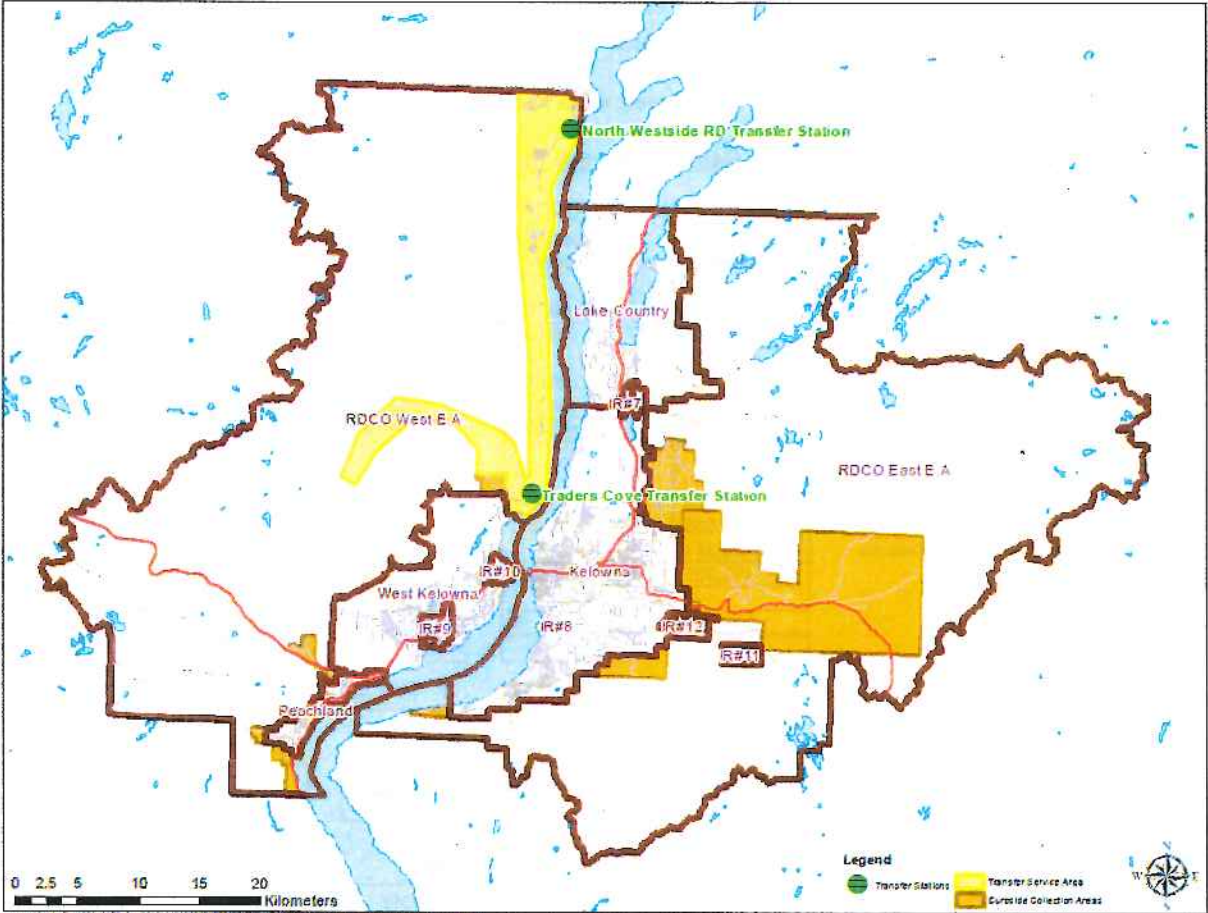 North Westside RD Transfer Station
Lake Country
IR#7
RDCO West E A
RDCO East E A
Traders Cove Transfer Station
IR#10
Kelowna
West Kelowna
IR#9
IR#8
IR#12
IR#11
Peachland
Legend
Transfer Stations
Transfer Service Area
Curbside Collection Areas
W
E
0 2.5 5 10 15 20
Kilometers